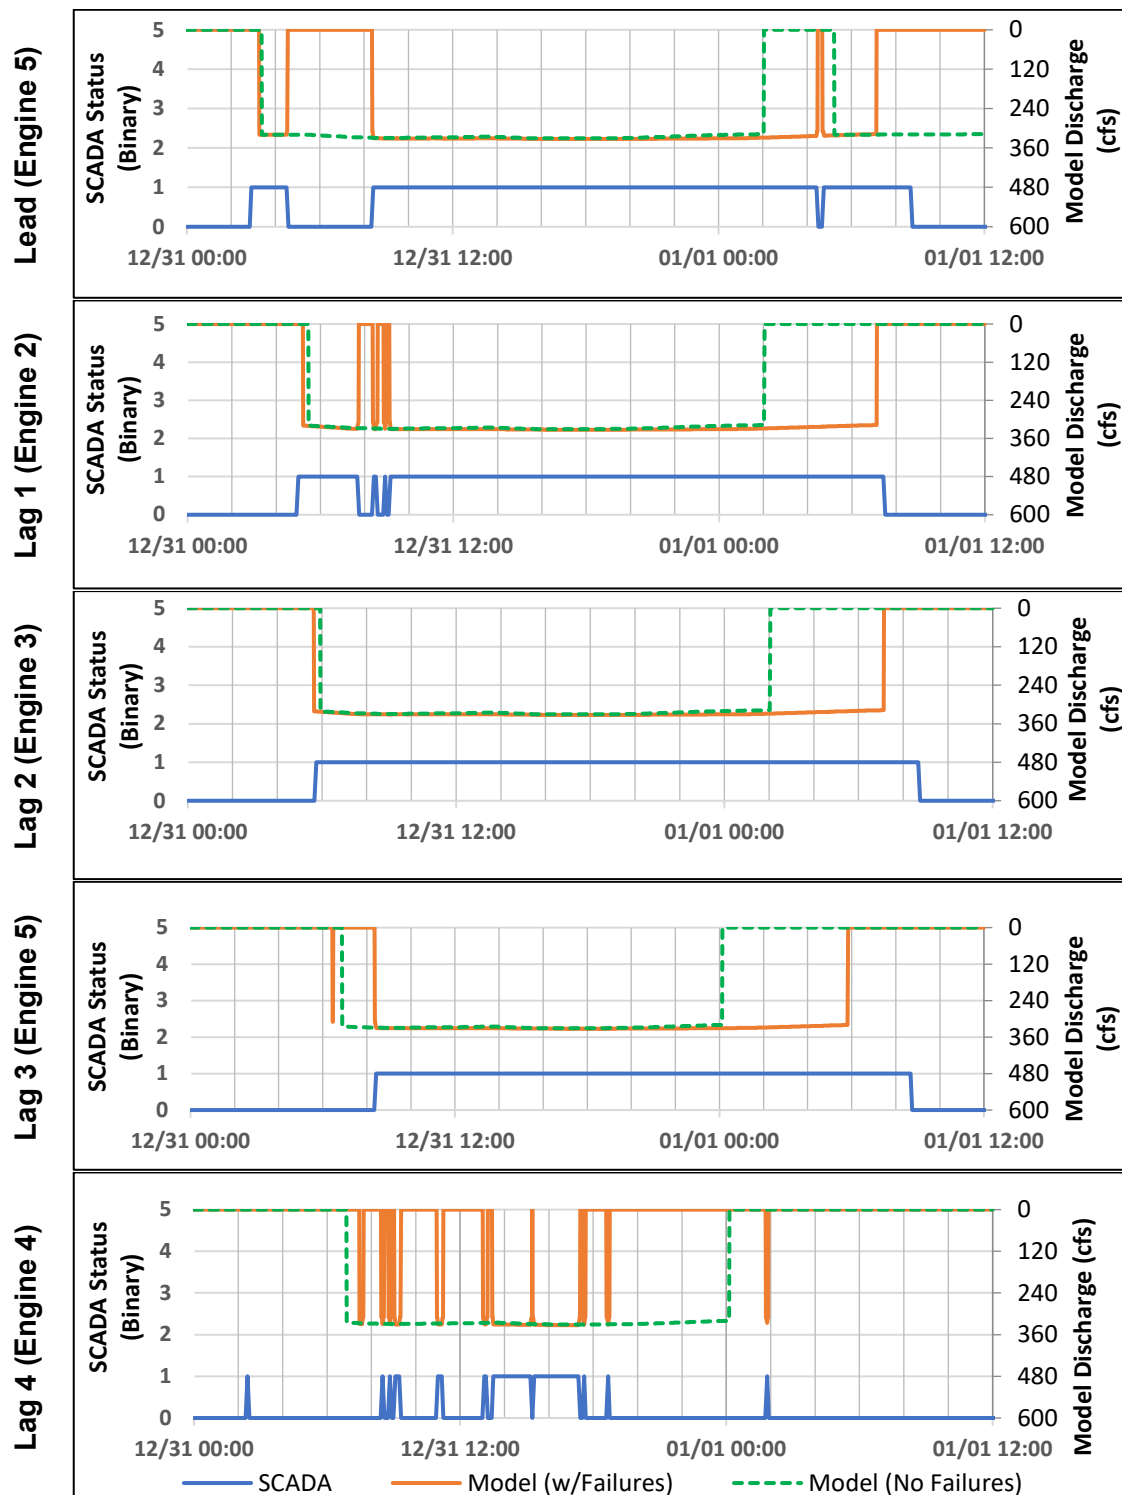 Lead (Engine 5)
SCADA Status
(Binary)
5
4
3
2
1
0
0
120
240
360
480
600
Model Discharge
(cfs)
12/31 00:00
12/31 12:00
01/01 00:00
01/01 12:00
Lag 1 (Engine 2)
SCADA Status
(Binary)
5
4
3
2
1
0
0
120
240
360
480
600
Model Discharge
(cfs)
12/31 00:00
12/31 12:00
01/01 00:00
01/01 12:00
Lag 2 (Engine 3)
SCADA Status
(Binary)
5
4
3
2
1
0
0
120
240
360
480
600
Model Discharge
(cfs)
12/31 00:00
12/31 12:00
01/01 00:00
01/01 12:00
Lag 3 (Engine 5)
SCADA Status
(Binary)
5
4
3
2
1
0
0
120
240
360
480
600
Model Discharge
(cfs)
12/31 00:00
12/31 12:00
01/01 00:00
01/01 12:00
Lag 4 (Engine 4)
SCADA Status
(Binary)
5
4
3
2
1
0
0
120
240
360
480
600
Model Discharge (cfs)
12/31 00:00
12/31 12:00
01/01 00:00
01/01 12:00
SCADA
Model (w/Failures)
Model (No Failures)